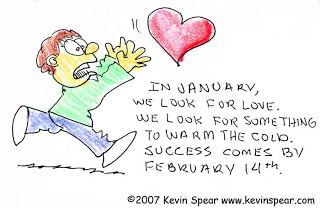 IN JANUARY,
WE LOOK FOR LOVE.
WE LOOK FOR SOMETHING
TO WARM THE COLD.
SUCCESS COMES BY
FEBRUARY 14TH.
©2007 Kevin Spear www.kevinspear.com